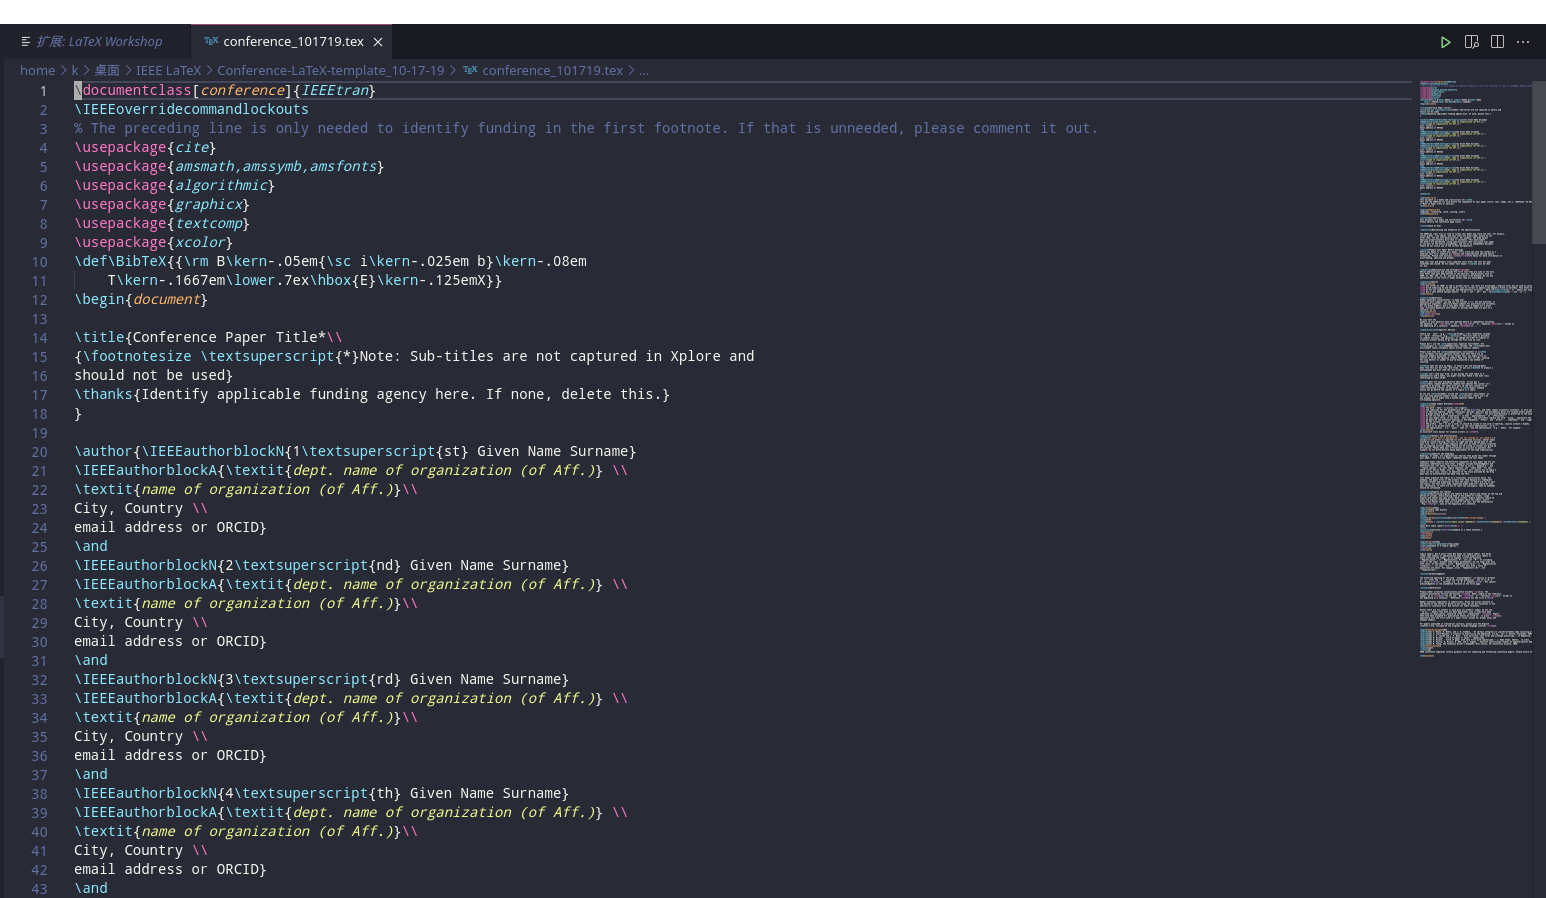 扩展: LaTeX Workshop
TEX conference_101719.tex
home > k > 桌面 > IEEE LaTeX > Conference-LaTeX-template_10-17-19 > TEX conference_101719.tex > ...
1 \documentclass[conference]{IEEEtran}
2 \IEEEoverridecommandlockouts
3 % The preceding line is only needed to identify funding in the first footnote. If that is unneeded, please comment it out.
4 \usepackage{cite}
5 \usepackage{amsmath,amssymb,amsfonts}
6 \usepackage{algorithmic}
7 \usepackage{graphicx}
8 \usepackage{textcomp}
9 \usepackage{xcolor}
10 \def\BibTeX{{\rm B\kern-.05em{\sc i\kern-.025em b}\kern-.08em
11 T\kern-.1667em\lower.7ex\hbox{E}\kern-.125emX}}
12 \begin{document}
13
14 \title{Conference Paper Title*\\
15 {\footnotesize \textsuperscript{*}Note: Sub-titles are not captured in Xplore and
16 should not be used}
17 \thanks{Identify applicable funding agency here. If none, delete this.}
18 }
19
20 \author{\IEEEauthorblockN{1\textsuperscript{st} Given Name Surname}
21 \IEEEauthorblockA{\textit{dept. name of organization (of Aff.)} \\
22 \textit{name of organization (of Aff.)}\\
23 City, Country \\
24 email address or ORCID}
25 \and
26 \IEEEauthorblockN{2\textsuperscript{nd} Given Name Surname}
27 \IEEEauthorblockA{\textit{dept. name of organization (of Aff.)} \\
28 \textit{name of organization (of Aff.)}\\
29 City, Country \\
30 email address or ORCID}
31 \and
32 \IEEEauthorblockN{3\textsuperscript{rd} Given Name Surname}
33 \IEEEauthorblockA{\textit{dept. name of organization (of Aff.)} \\
34 \textit{name of organization (of Aff.)}\\
35 City, Country \\
36 email address or ORCID}
37 \and
38 \IEEEauthorblockN{4\textsuperscript{th} Given Name Surname}
39 \IEEEauthorblockA{\textit{dept. name of organization (of Aff.)} \\
40 \textit{name of organization (of Aff.)}\\
41 City, Country \\
42 email address or ORCID}
43 \and